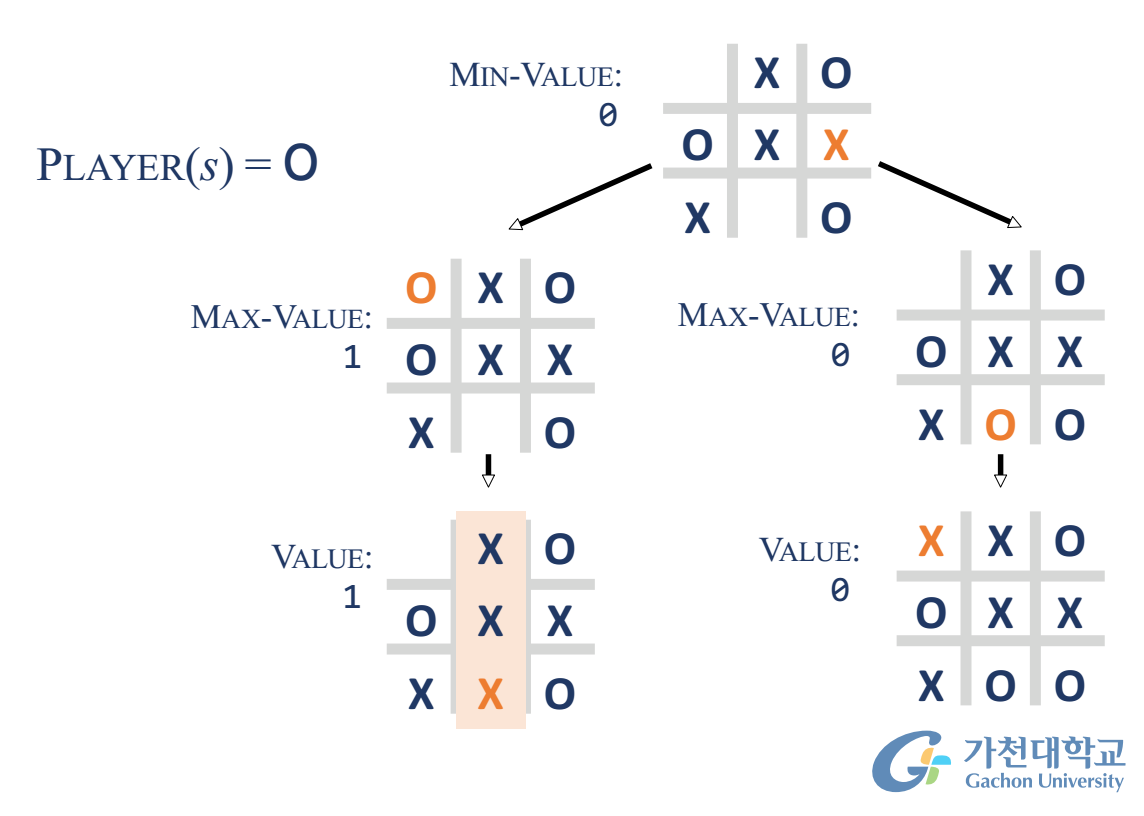 MIN-VALUE:
0
X O
O X X
X O
PLAYER(s) = O
MAX-VALUE:
1
O X O
O X X
X O
MAX-VALUE:
0
X O
O X X
X O O
VALUE:
1
X O
O X X
X X O
VALUE:
0
X X O
O X X
X O O
가천대학교
Gachon University